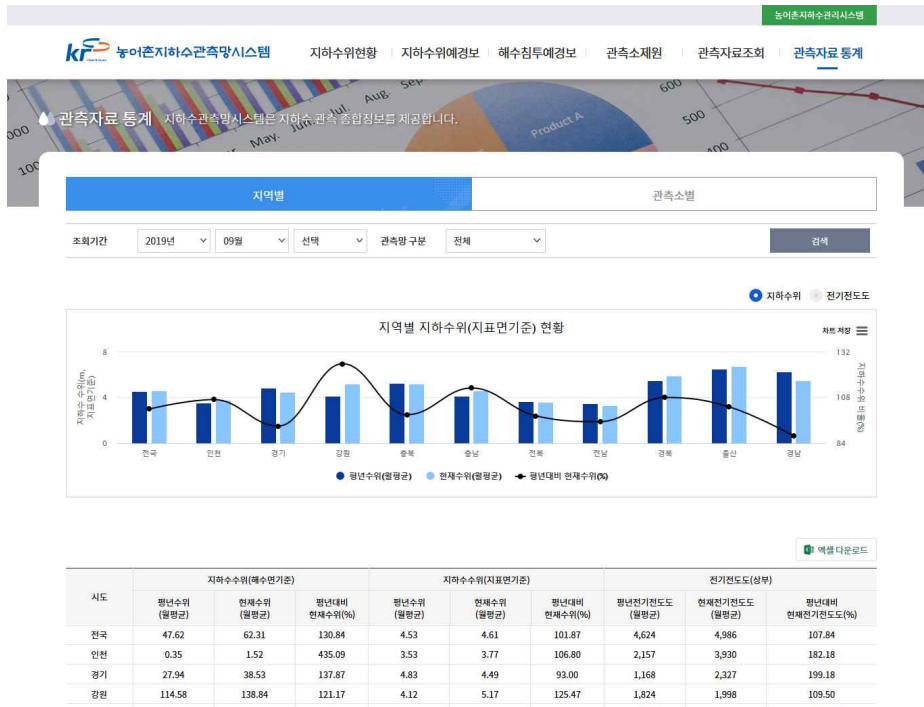 농어촌지하수관리시스템
kr 농어촌지하수관측망시스템 지하수위현황 지하수위예경보 해수침투예경보 관측소제원 관측자료조회 관측자료 통계
관측자료 통계 지하수관측망시스템은 지하수 관측 종합정보를 제공합니다.
May. Jun. Jul. Aug. Sep.
Product A
600
500
400
000
100
지역별 관측소별
조회기간 2019년 09월 선택 관측망 구분 전체 검색
지하수위 전기전도도
지역별 지하수위(지표면기준) 현황
차트 저장
지하수 수위(m, 지표면기준)
8
4
0
132
108
84
지하수수위 비율(%)
전국 인천 경기 강원 충북 충남 전북 전남 경북 울산 경남
평년수위(월평균) 현재수위(월평균) 평년대비 현재수위(%)
엑셀 다운로드
시도 지하수수위(해수면기준) 지하수수위(지표면기준) 전기전도도(상부)
평년수위 (월평균) 현재수위 (월평균) 평년대비 현재수위(%) 평년수위 (월평균) 현재수위 (월평균) 평년대비 현재수위(%) 평년전기전도도 (월평균) 현재전기전도도 (월평균) 평년대비 현재전기전도도(%)
전국 47.62 62.31 130.84 4.53 4.61 101.87 4,624 4,986 107.84
인천 0.35 1.52 435.09 3.53 3.77 106.80 2,157 3,930 182.18
경기 27.94 38.53 137.87 4.83 4.49 93.00 1,168 2,327 199.18
강원 114.58 138.84 121.17 4.12 5.17 125.47 1,824 1,998 109.50